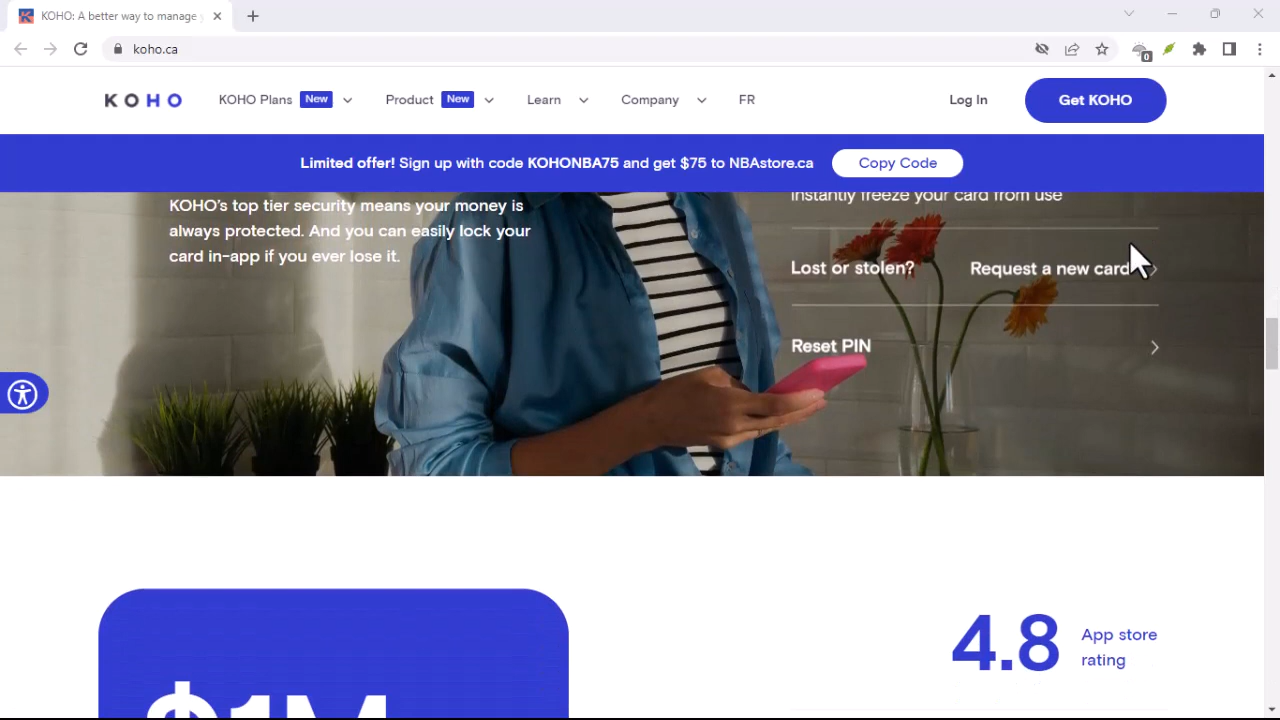 KOHO: A better way to manage
koho.ca
0
KOHO
KOHO Plans New
Product New
Learn
Company
FR
Log In
Get KOHO
Limited offer! Sign up with code KOHONBA75 and get $75 to NBAstore.ca
Copy Code
KOHO's top tier security means your money is
always protected. And you can easily lock your
card in-app if you ever lose it.
instantly freeze your card from use
Lost or stolen?
Request a new card
Reset PIN
$1M
4.8
App store
rating